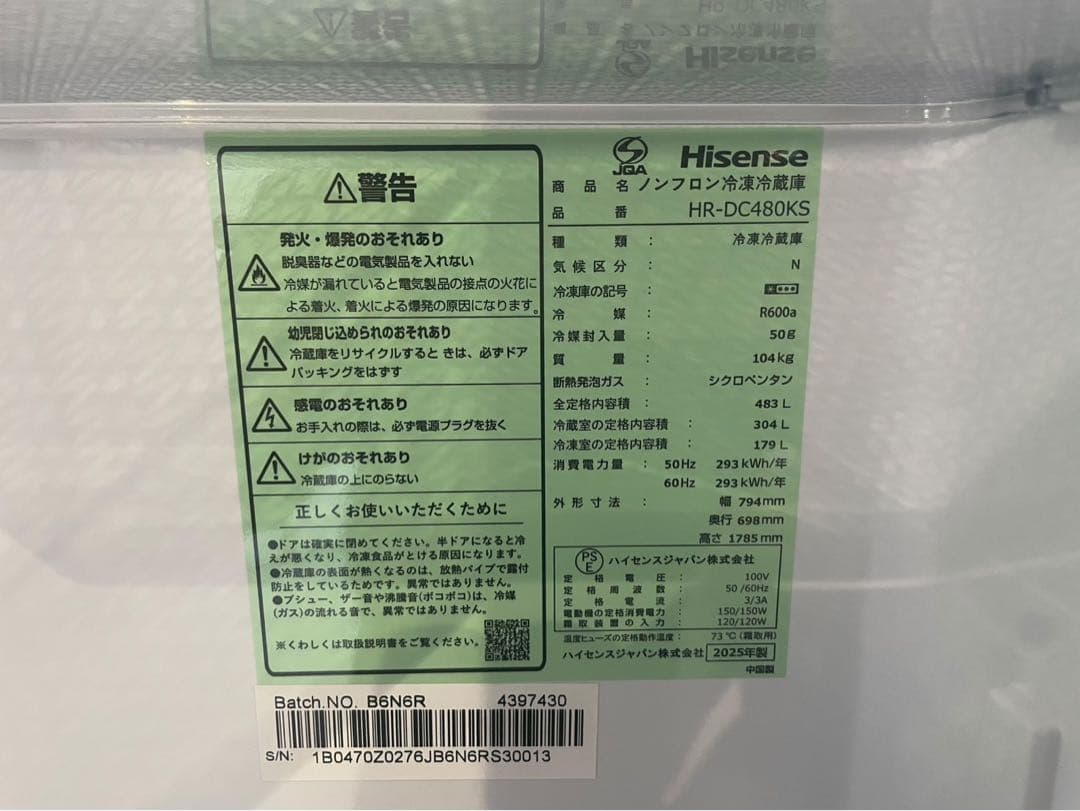 ⚠警告
発火・爆発のおそれあり
脱臭器などの電気製品を入れない
冷媒が漏れていると電気製品の接点の火花に
よる着火、着火による爆発の原因になります。
幼児閉じ込められのおそれあり
冷蔵庫をリサイクルすると きは、必ずドア
パッキングをはずす
感電のおそれあり
お手入れの際は、必ず電源プラグを抜く
けがのおそれあり
冷蔵庫の上にのらない
正しくお使いいただくために
●ドアは確実に閉めてください。半ドアになると冷
えが悪くなり、冷凍食品がとける原因になります。
●冷蔵庫の表面が熱くなるのは、放熱パイプで露付
防止をしているためです。異常ではありません。
●ブシュー、ザー音や沸騰音(ボコボコ)は、冷媒
(ガス)の流れる音で、異常ではありません。
※くわしくは取扱説明書をご覧ください。
JQA Hisense
商品名 ノンフロン冷凍冷蔵庫
品番 HR-DC480KS
種類 : 冷凍冷蔵庫
気候区分 : N
冷凍庫の記号 :
冷媒 : R600a
冷媒封入量 : 50g
質量 : 104kg
断熱発泡ガス : シクロペンタン
全定格内容積 : 483 L
冷蔵室の定格内容積 : 304 L
冷凍室の定格内容積 : 179 L
消費電力量 : 50Hz 293 kWh/年
60Hz 293 kWh/年
外形寸法 : 幅 794mm
奥行 698mm
高さ 1785mm
PSE ハイセンスジャパン株式会社
定格電圧 : 100V
定格周波数 : 50/60Hz
定格電流 : 3/3A
電動機の定格消費電力 : 150/150W
霜取装置の入力 : 120/120W
温度ヒューズの定格動作温度 : 73℃(霜取用)
ハイセンスジャパン株式会社 2025年製
中国製
Batch.NO. B6N6R 4397430
S/N: 1B0470Z0276JB6N6RS30013